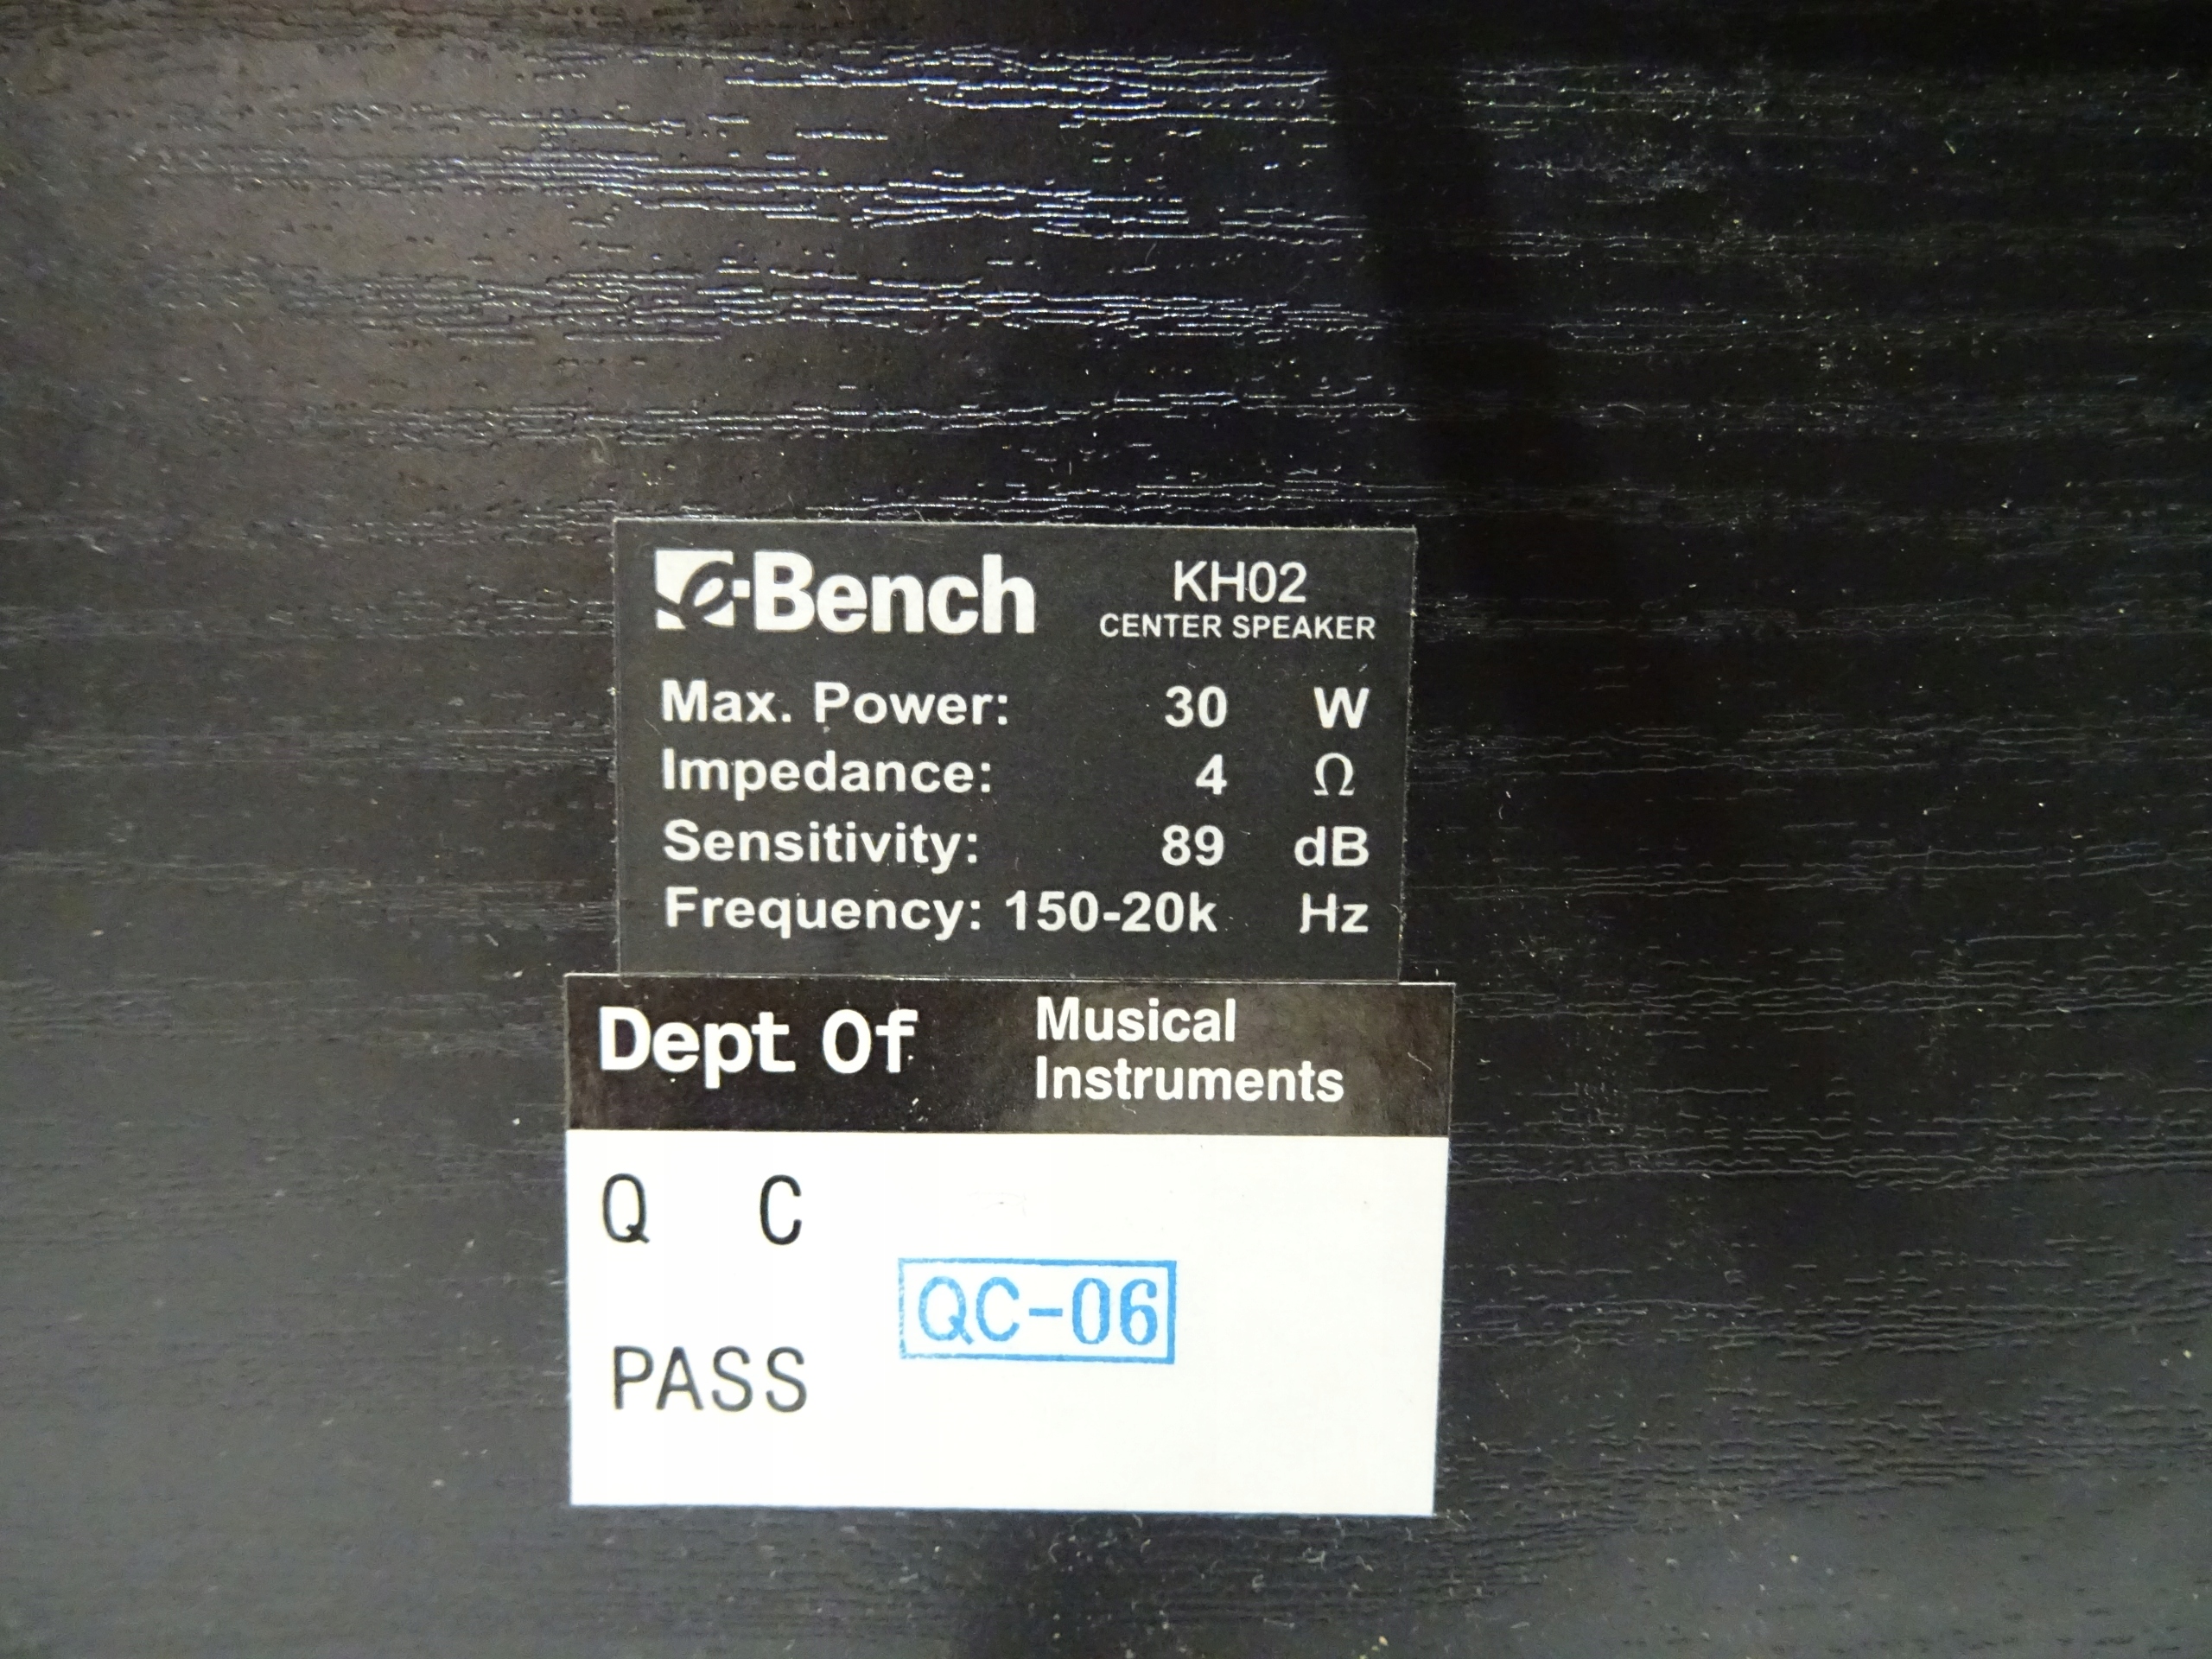 e-Bench KH02
CENTER SPEAKER
Max. Power: 30 W
Impedance: 4 Ω
Sensitivity: 89 dB
Frequency: 150-20k Hz
Dept Of Musical
Instruments
Q C
QC-06
PASS